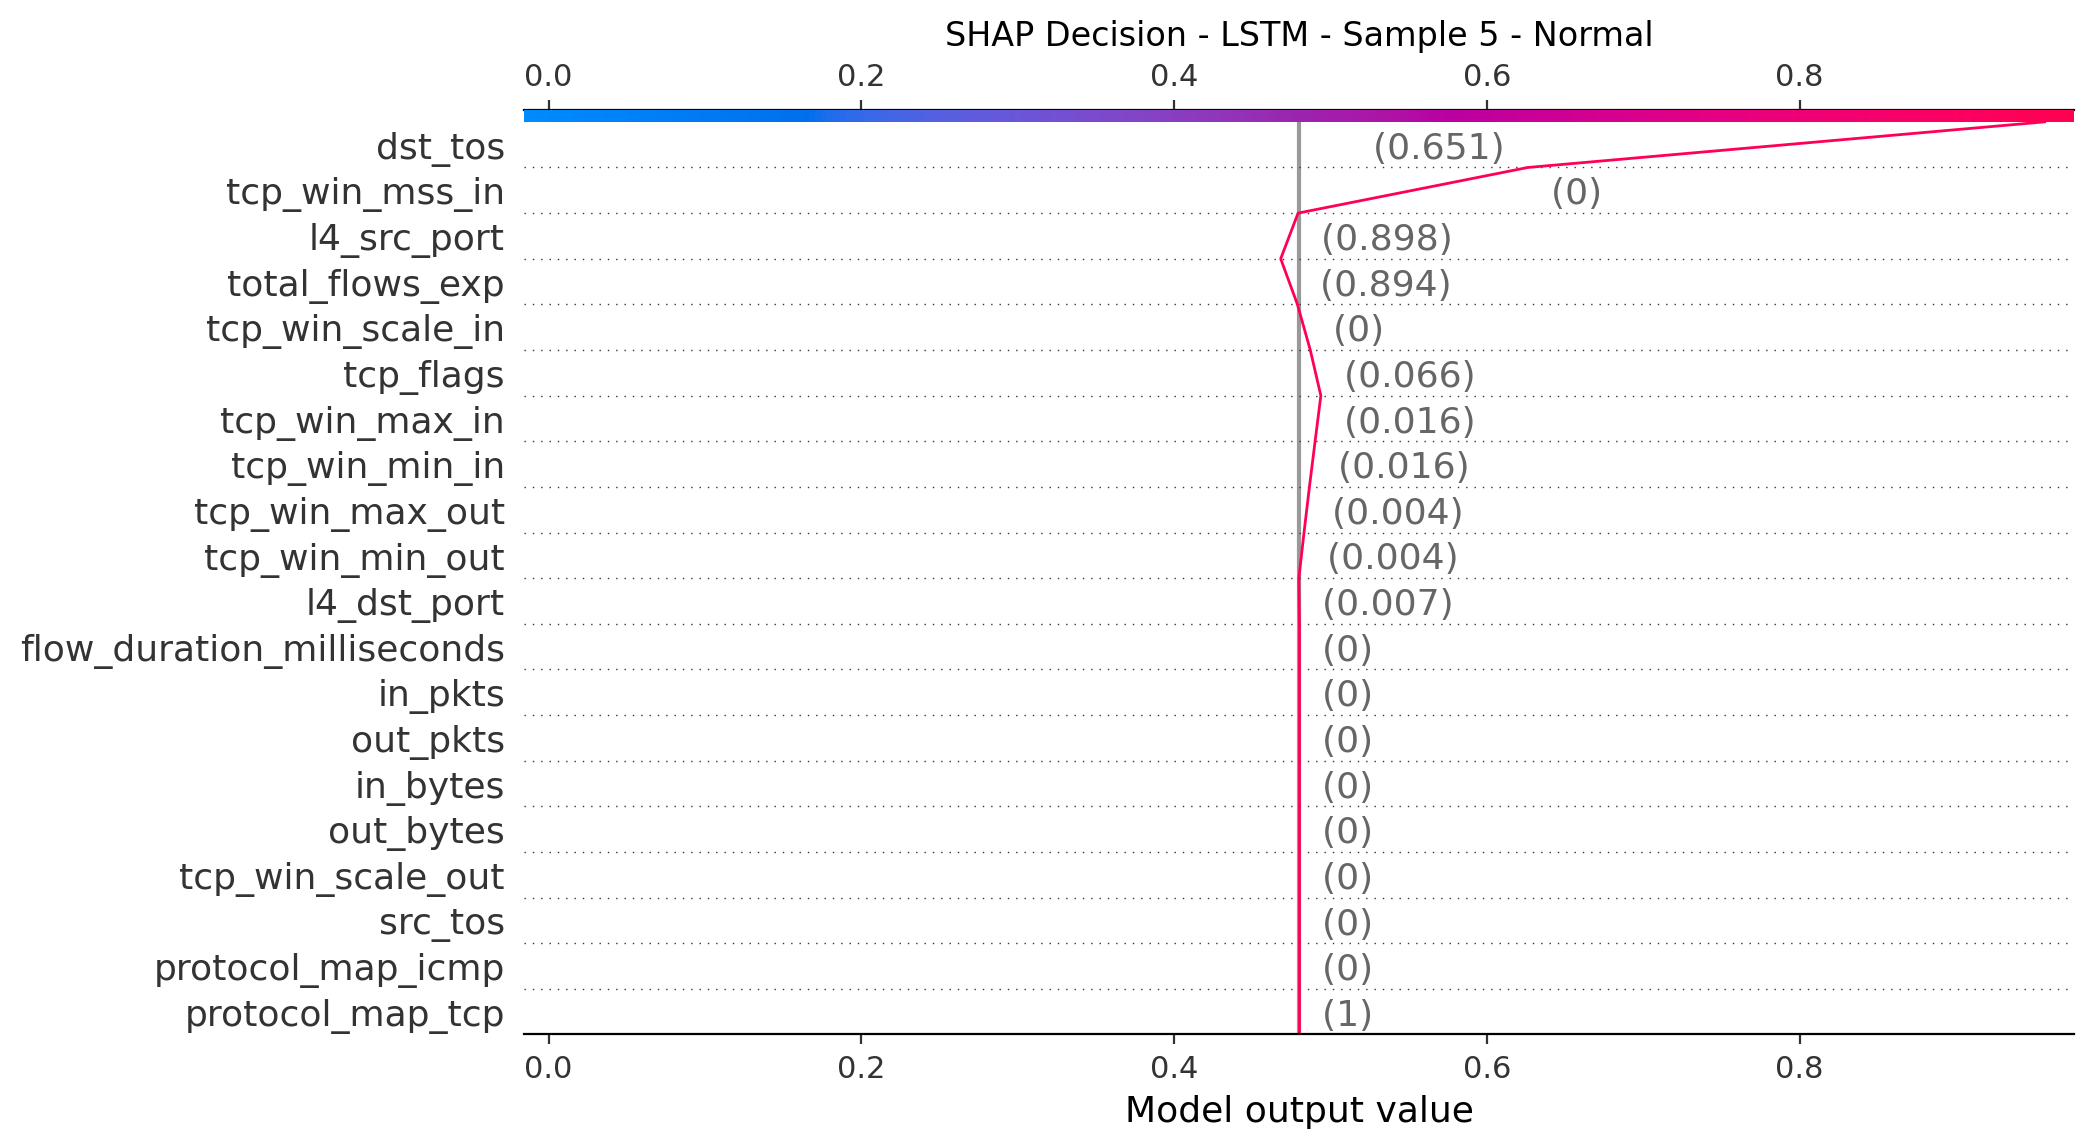 SHAP Decision - LSTM - Sample 5 - Normal
0.0 0.2 0.4 0.6 0.8
dst_tos (0.651)
tcp_win_mss_in (0)
l4_src_port (0.898)
total_flows_exp (0.894)
tcp_win_scale_in (0)
tcp_flags (0.066)
tcp_win_max_in (0.016)
tcp_win_min_in (0.016)
tcp_win_max_out (0.004)
tcp_win_min_out (0.004)
l4_dst_port (0.007)
flow_duration_milliseconds (0)
in_pkts (0)
out_pkts (0)
in_bytes (0)
out_bytes (0)
tcp_win_scale_out (0)
src_tos (0)
protocol_map_icmp (0)
protocol_map_tcp (1)
0.0 0.2 0.4 0.6 0.8
Model output value